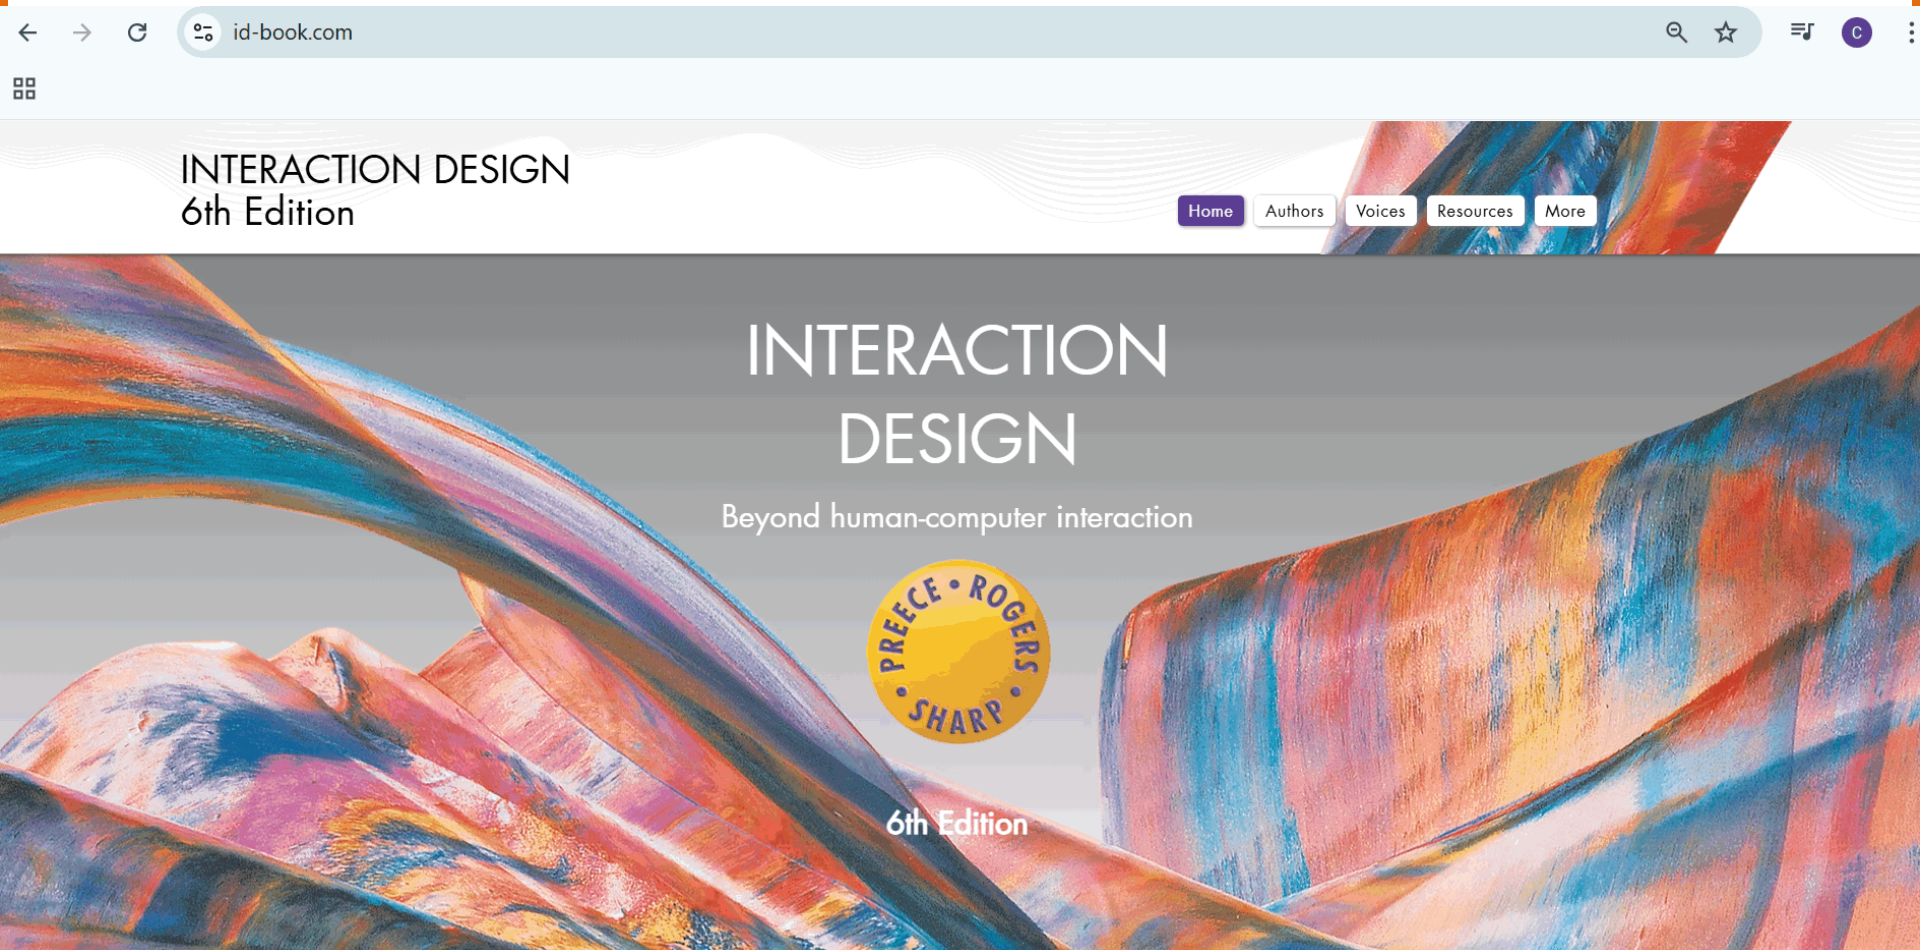 id-book.com
C
INTERACTION DESIGN
6th Edition
Home
Authors
Voices
Resources
More
INTERACTION
DESIGN
Beyond human-computer interaction
PREECE • ROGERS • SHARP •
6th Edition